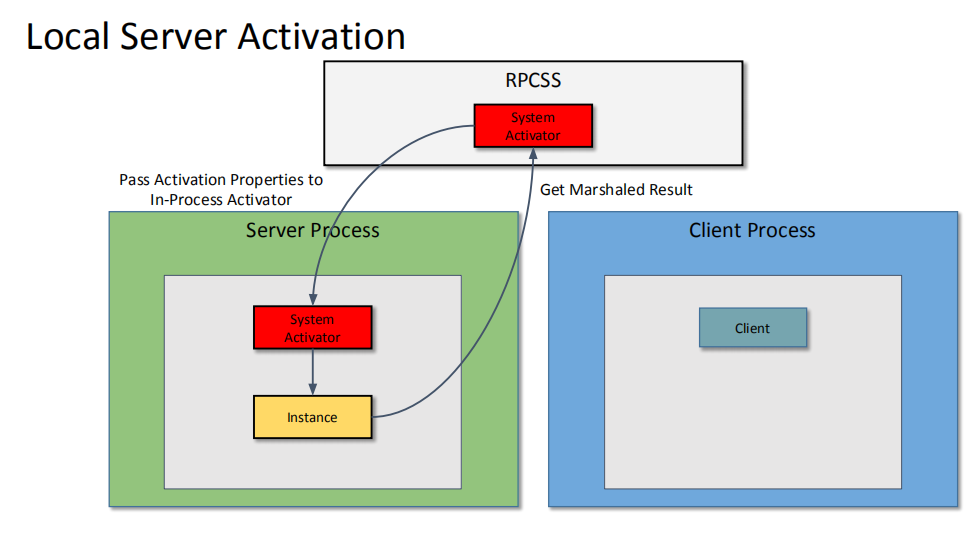 Local Server Activation
RPCSS
System
Activator
Pass Activation Properties to
In-Process Activator
Get Marshaled Result
Server Process
System
Activator
Instance
Client Process
Client